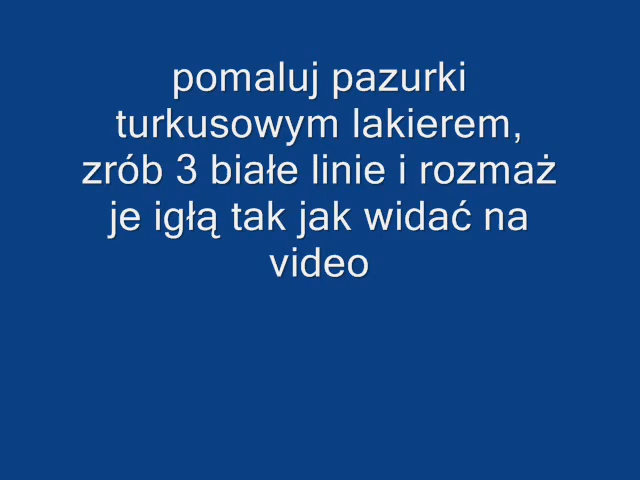 pomaluj pazurki
turkusowym lakierem,
zrób 3 białe linie i rozmaż
je igłą tak jak widać na
video